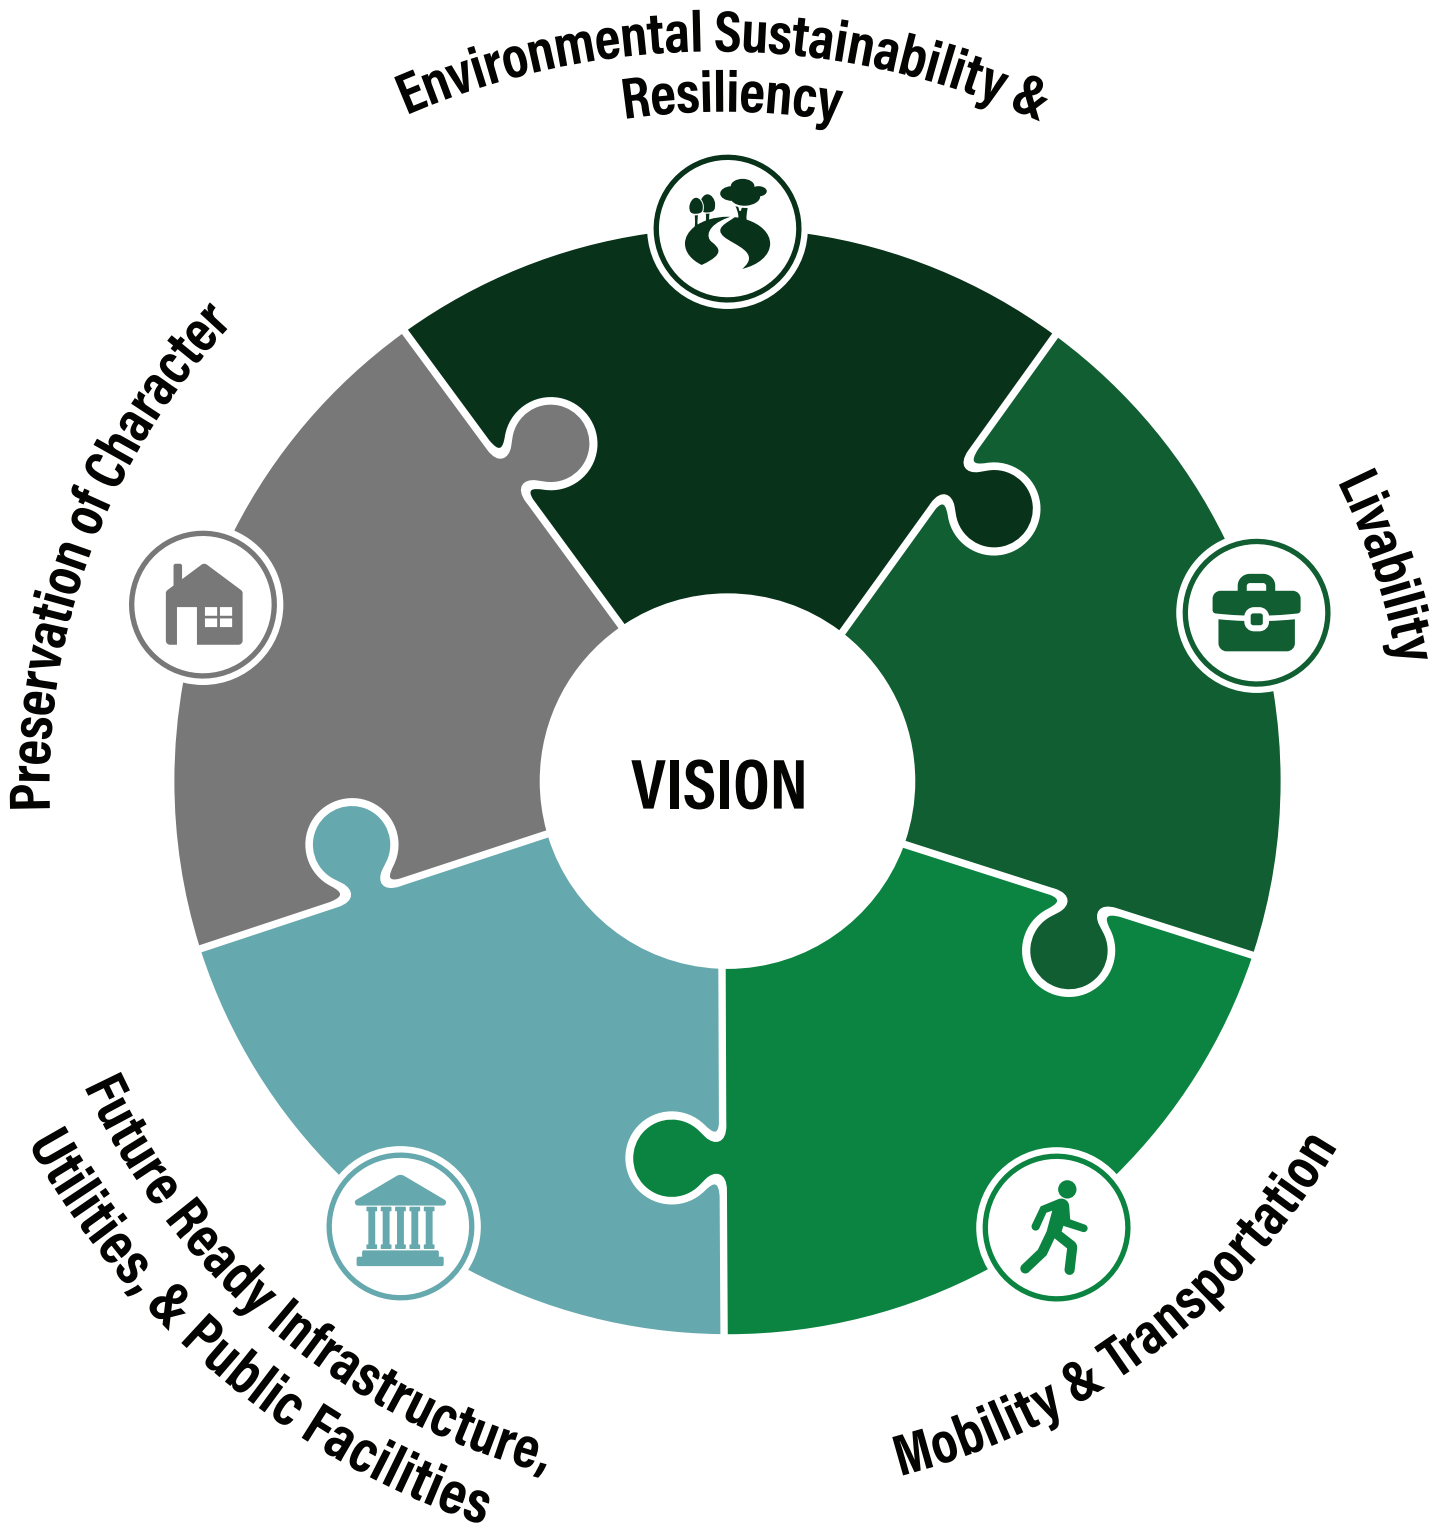 Environmental Sustainability &
Resiliency
Preservation of Character
Livability
VISION
Future Ready Infrastructure,
Utilities, & Public Facilities
Mobility & Transportation